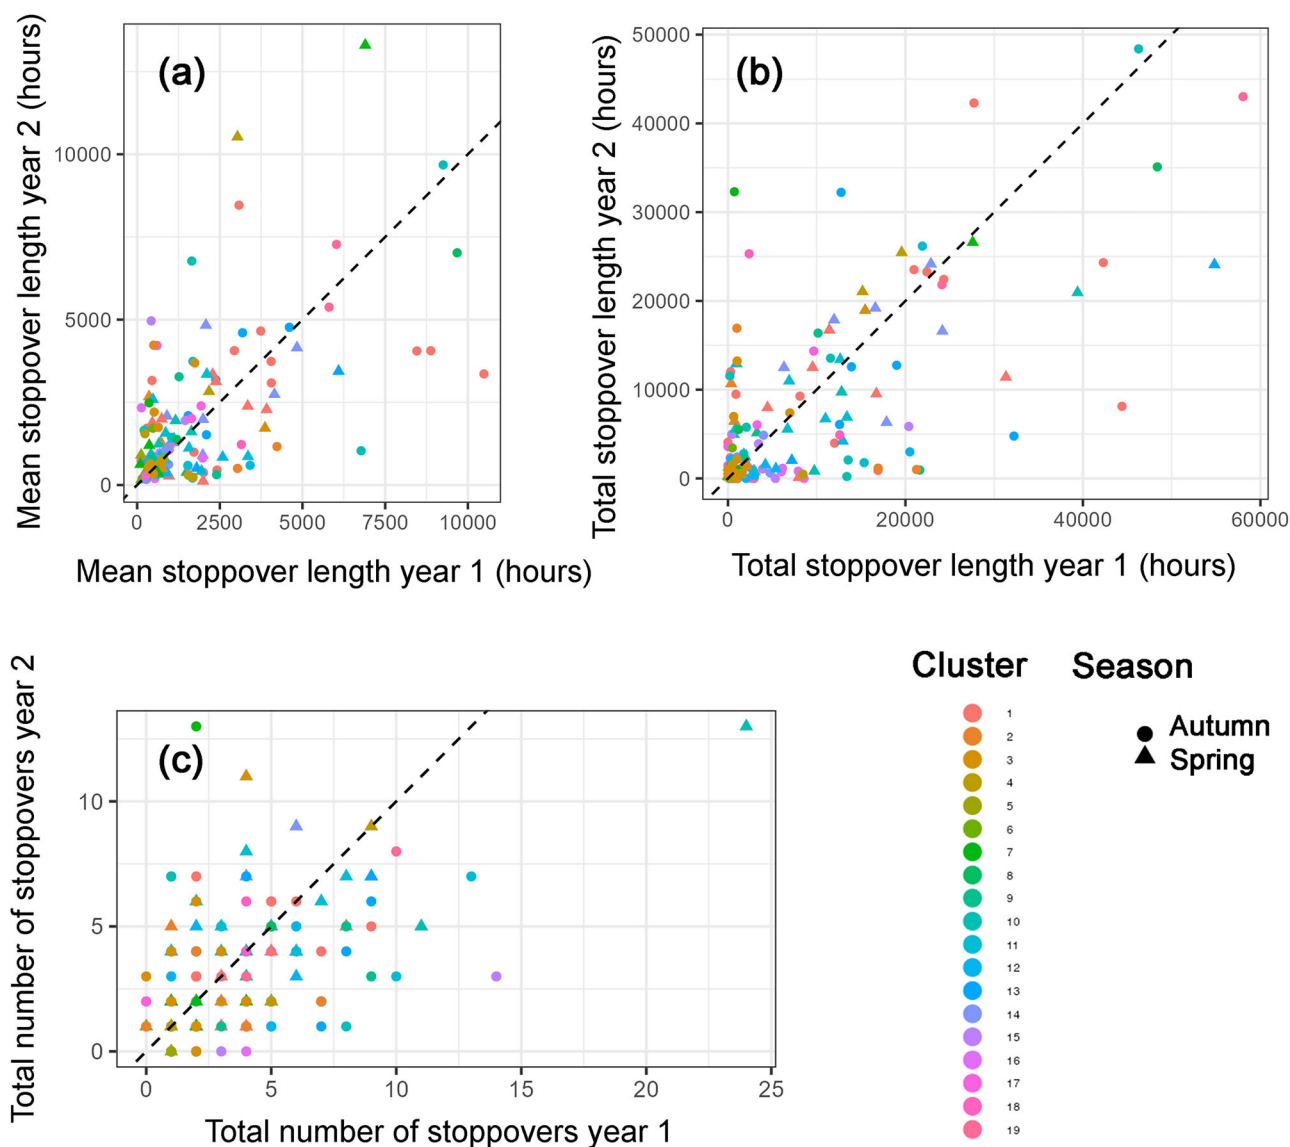 (a)
Mean stoppover length year 2 (hours)
10000
5000
0
0 2500 5000 7500 10000
Mean stoppover length year 1 (hours)
(b)
Total stoppover length year 2 (hours)
50000
40000
30000
20000
10000
0
0 20000 40000 60000
Total stoppover length year 1 (hours)
(c)
Total number of stoppovers year 2
10
5
0
0 5 10 15 20 25
Total number of stoppovers year 1
Cluster
1
2
3
4
5
6
7
8
9
10
11
12
13
14
15
16
17
18
19
Season
Autumn
Spring